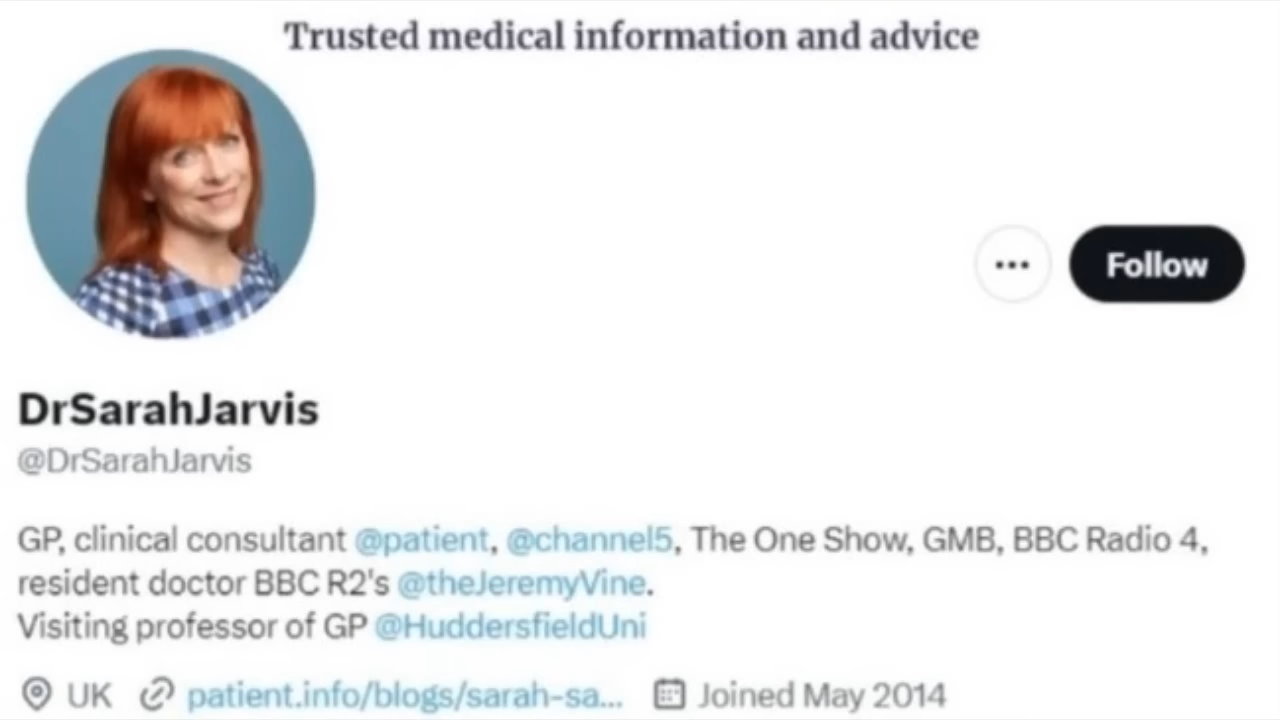 Trusted medical information and advice
Follow
DrSarahJarvis
@DrSarahJarvis
GP, clinical consultant @patient, @channel5, The One Show, GMB, BBC Radio 4,
resident doctor BBC R2's @theJeremyVine.
Visiting professor of GP @HuddersfieldUni
UK patient.info/blogs/sarah-sa... Joined May 2014